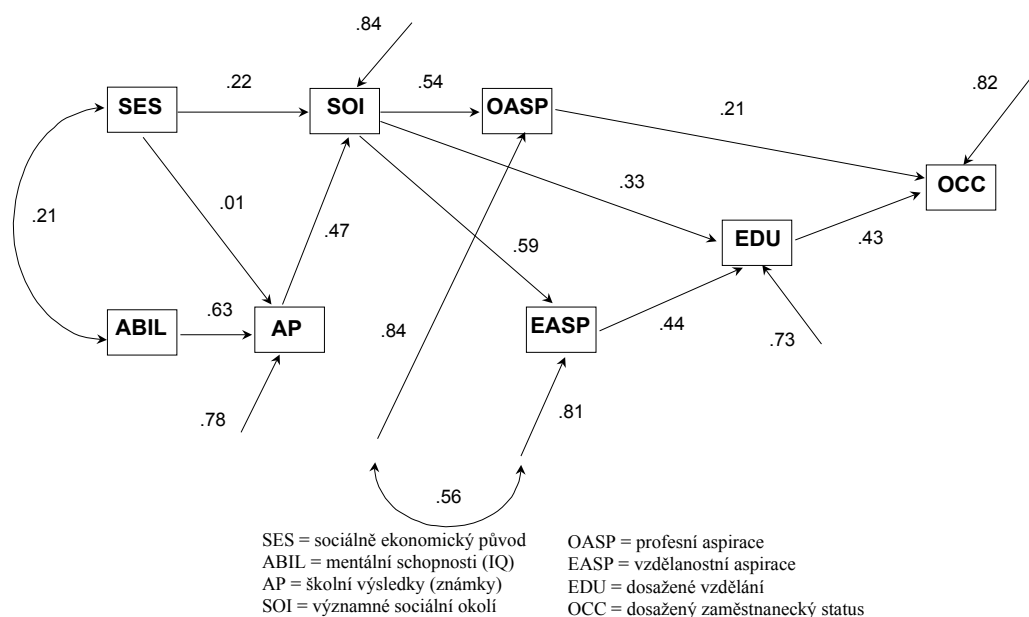 .84
.22
.54
.82
SES
SOI
OASP
.21
OCC
.21
.01
.33
.47
EDU
.59
.43
.63
ABIL
AP
EASP
.84
.44
.73
.78
.81
.56
SES = sociálně ekonomický původ
ABIL = mentální schopnosti (IQ)
AP = školní výsledky (známky)
SOI = významné sociální okolí
OASP = profesní aspirace
EASP = vzdělanostní aspirace
EDU = dosažené vzdělání
OCC = dosažený zaměstnanecký status